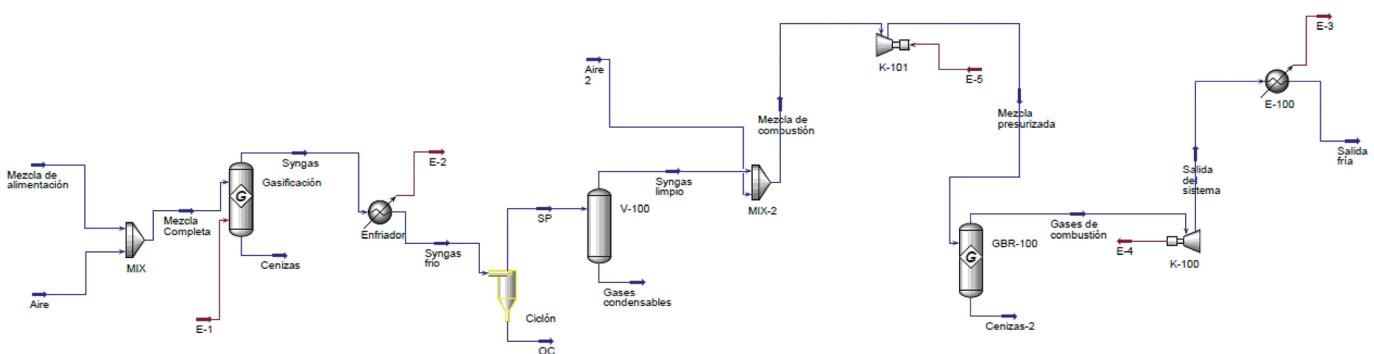 Mezcla de
alimentación
Aire
MIX
Mezcla
Completa
E-1
Syngas
G
Gasificación
Cenizas
E-2
Enfriador
Syngas
frio
Ciclón
OC
SP
V-100
Gases
condensables
Syngas
limpio
Aire
2
MIX-2
Mezcla de
combustión
K-101
E-5
Mezcla
presurizada
G
GBR-100
Cenizas-2
Gases de
combustión
E-4
K-100
Salida
del
sistema
E-3
E-100
Salida
fría